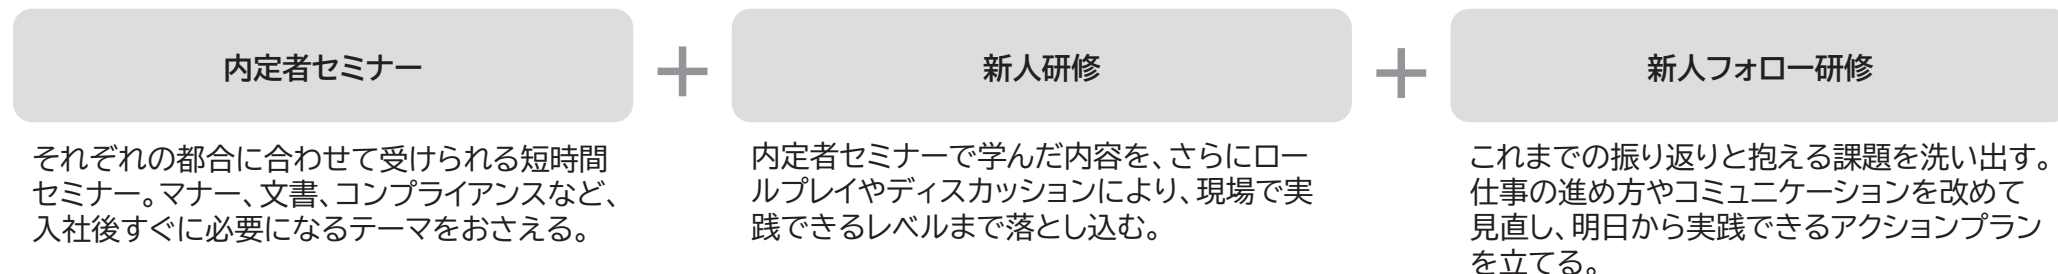 内定者セミナー
それぞれの都合に合わせて受けられる短時間
セミナー。マナー、文書、コンプライアンスなど、
入社後すぐに必要になるテーマをおさえる。
+
新人研修
内定者セミナーで学んだ内容を、さらにロー
ルプレイやディスカッションにより、現場で実
践できるレベルまで落とし込む。
+
新人フォロー研修
これまでの振り返りと抱える課題を洗い出す。
仕事の進め方やコミュニケーションを改めて
見直し、明日から実践できるアクションプラン
を立てる。